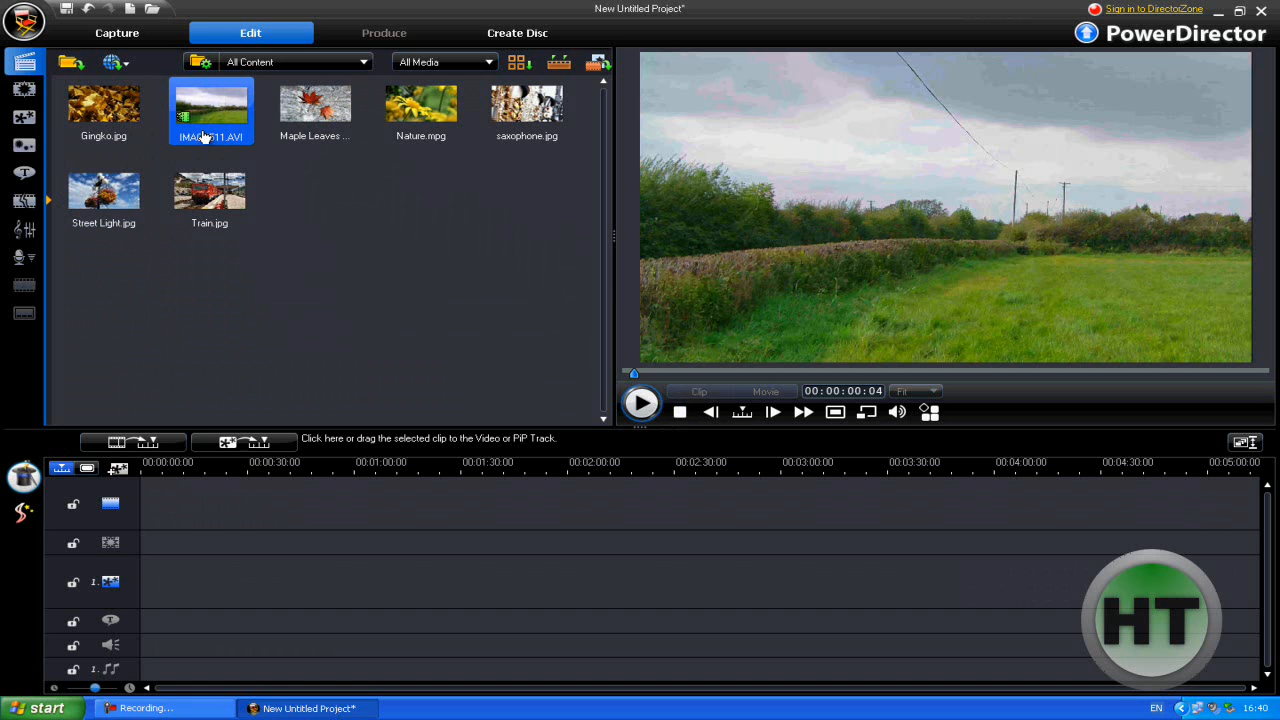 New Untitled Project*
Sign in to DirectorZone
Capture
Edit
Produce
Create Disc
PowerDirector
All Content
All Media
Gingko.jpg
Maple Leaves ...
Nature.mpg
saxophone.jpg
Street Light.jpg
Train.jpg
Clip
Movie
00:00:00:04
Fit
Click here or drag the selected clip to the Video or PiP Track.
00:00:00:00
00:00:30:00
00:01:00:00
00:01:30:00
00:02:00:00
00:02:30:00
00:03:00:00
00:03:30:00
00:04:00:00
00:04:30:00
00:05:00:00
1.
T
1.
HT
start
Recording...
New Untitled Project*
EN
16:40